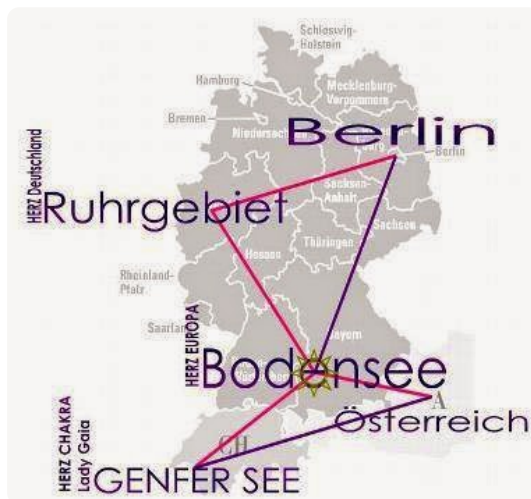 Schleswig-
Holstein
Hamburg
Mecklenburg-
Vorpommern
Bremen
Niedersachsen
Berlin
Berlin
HERZ Deutschland
Ruhrgebiet
Sachsen-
Anhalt
Sachsen
Hessen
Thüringen
Rheinland-
Pfalz
Saarland
HERZ EUROPA
Bodensee
A
Österreich
CH
HERZ CHAKRA
Lady Gaia
GENFER SEE